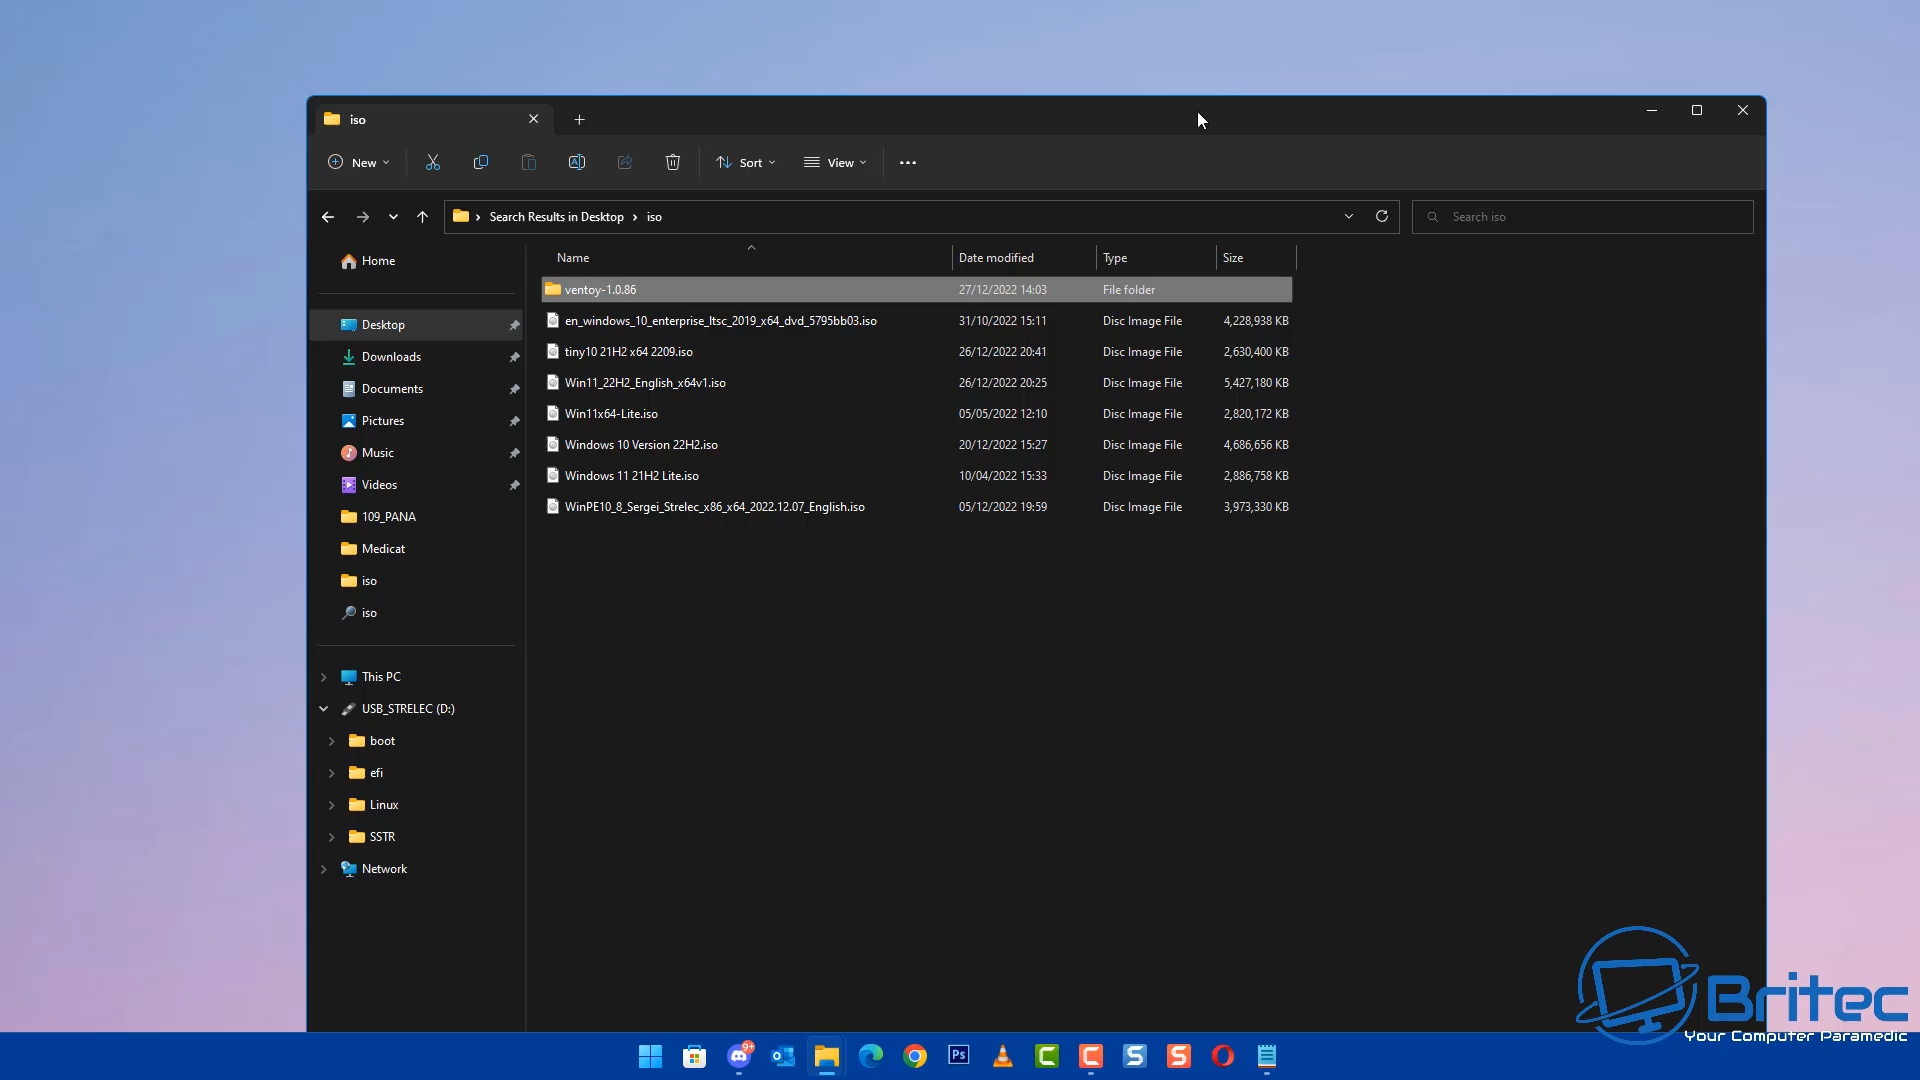 iso
New
Sort
View
Search Results in Desktop
iso
Search iso
Name
Date modified
Type
Size
ventoy-1.0.86
27/12/2022 14:03
File folder
en_windows_10_enterprise_ltsc_2019_x64_dvd_5795bb03.iso
31/10/2022 15:11
Disc Image File
4,228,938 KB
tiny10 21H2 x64 2209.iso
26/12/2022 20:41
Disc Image File
2,630,400 KB
Win11_22H2_English_x64v1.iso
26/12/2022 20:25
Disc Image File
5,427,180 KB
Win11x64-Lite.iso
05/05/2022 12:10
Disc Image File
2,820,172 KB
Windows 10 Version 22H2.iso
20/12/2022 15:27
Disc Image File
4,686,656 KB
Windows 11 21H2 Lite.iso
10/04/2022 15:33
Disc Image File
2,886,758 KB
WinPE10_8_Sergei_Strelec_x86_x64_2022.12.07_English.iso
05/12/2022 19:59
Disc Image File
3,973,330 KB
Home
Desktop
Downloads
Documents
Pictures
Music
Videos
109_PANA
Medicat
iso
iso
This PC
USB_STRELEC (D:)
boot
efi
Linux
SSTR
Network
Britec
Your Computer Paramedic
9+
Ps
C
C
S
S